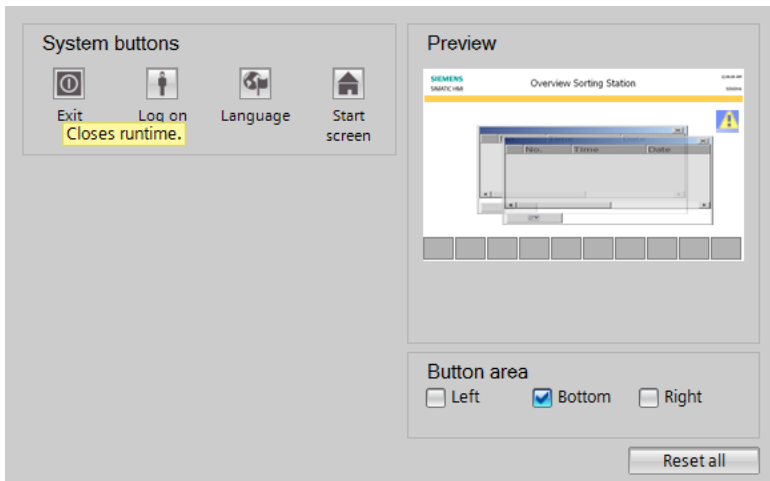 System buttons
Exit
Log on
Language
Start
screen
Closes runtime.
Preview
SIEMENS
SIMATIC HMI
Overview Sorting Station
No.
Time
Date
Button area
Left
Bottom
Right
Reset all